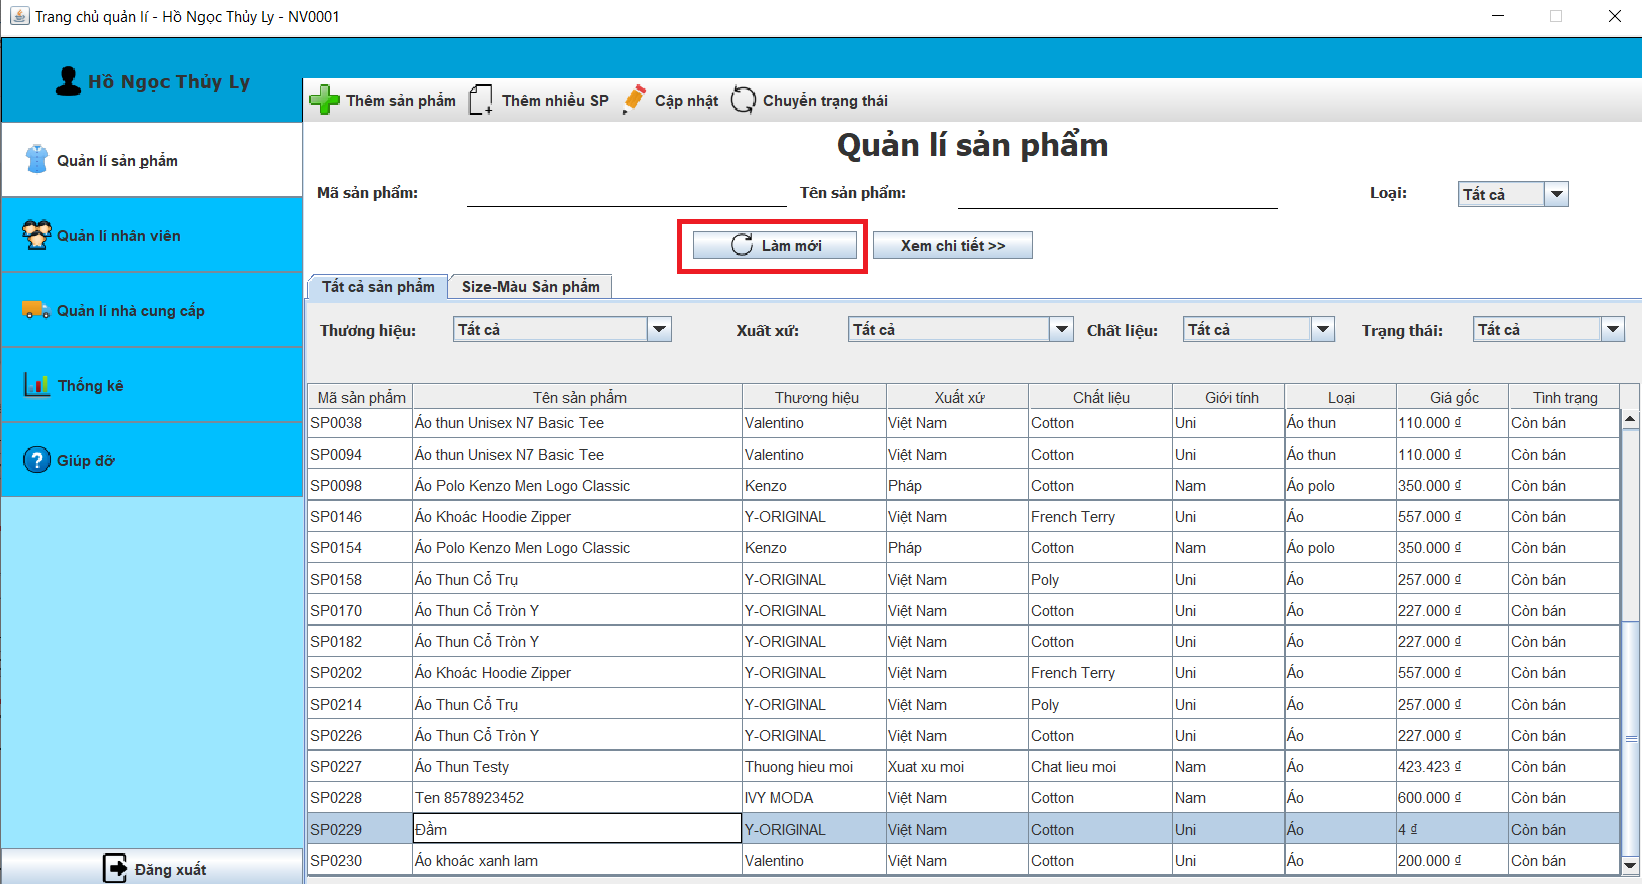 Trang chủ quản lí - Hồ Ngọc Thủy Ly - NV0001
Hồ Ngọc Thủy Ly
Thêm sản phẩm Thêm nhiều SP Cập nhật Chuyển trạng thái
Quản lí sản phẩm
Quản lí nhân viên
Quản lí nhà cung cấp
Thống kê
? Giúp đỡ
Đăng xuất
Quản lí sản phẩm
Mã sản phẩm: Tên sản phẩm: Loại: Tất cả
Làm mới Xem chi tiết >>
Tất cả sản phẩm Size-Màu Sản phẩm
Thương hiệu: Tất cả Xuất xứ: Tất cả Chất liệu: Tất cả Trạng thái: Tất cả
Mã sản phẩm Tên sản phẩm Thương hiệu Xuất xứ Chất liệu Giới tính Loại Giá gốc Tình trạng
SP0038 Áo thun Unisex N7 Basic Tee Valentino Việt Nam Cotton Uni Áo thun 110.000 ₫ Còn bán
SP0094 Áo thun Unisex N7 Basic Tee Valentino Việt Nam Cotton Uni Áo thun 110.000 ₫ Còn bán
SP0098 Áo Polo Kenzo Men Logo Classic Kenzo Pháp Cotton Nam Áo polo 350.000 ₫ Còn bán
SP0146 Áo Khoác Hoodie Zipper Y-ORIGINAL Việt Nam French Terry Uni Áo 557.000 ₫ Còn bán
SP0154 Áo Polo Kenzo Men Logo Classic Kenzo Pháp Cotton Nam Áo polo 350.000 ₫ Còn bán
SP0158 Áo Thun Cổ Trụ Y-ORIGINAL Việt Nam Poly Uni Áo 257.000 ₫ Còn bán
SP0170 Áo Thun Cổ Tròn Y Y-ORIGINAL Việt Nam Cotton Uni Áo 227.000 ₫ Còn bán
SP0182 Áo Thun Cổ Tròn Y Y-ORIGINAL Việt Nam Cotton Uni Áo 227.000 ₫ Còn bán
SP0202 Áo Khoác Hoodie Zipper Y-ORIGINAL Việt Nam French Terry Uni Áo 557.000 ₫ Còn bán
SP0214 Áo Thun Cổ Trụ Y-ORIGINAL Việt Nam Poly Uni Áo 257.000 ₫ Còn bán
SP0226 Áo Thun Cổ Tròn Y Y-ORIGINAL Việt Nam Cotton Uni Áo 227.000 ₫ Còn bán
SP0227 Áo Thun Testy Thuong hieu moi Xuat xu moi Chat lieu moi Nam Áo 423.423 ₫ Còn bán
SP0228 Ten 8578923452 IVY MODA Việt Nam Cotton Nam Áo 600.000 ₫ Còn bán
SP0229 Đầm Y-ORIGINAL Việt Nam Cotton Uni Áo 4 ₫ Còn bán
SP0230 Áo khoác xanh lam Valentino Việt Nam Cotton Uni Áo 200.000 ₫ Còn bán